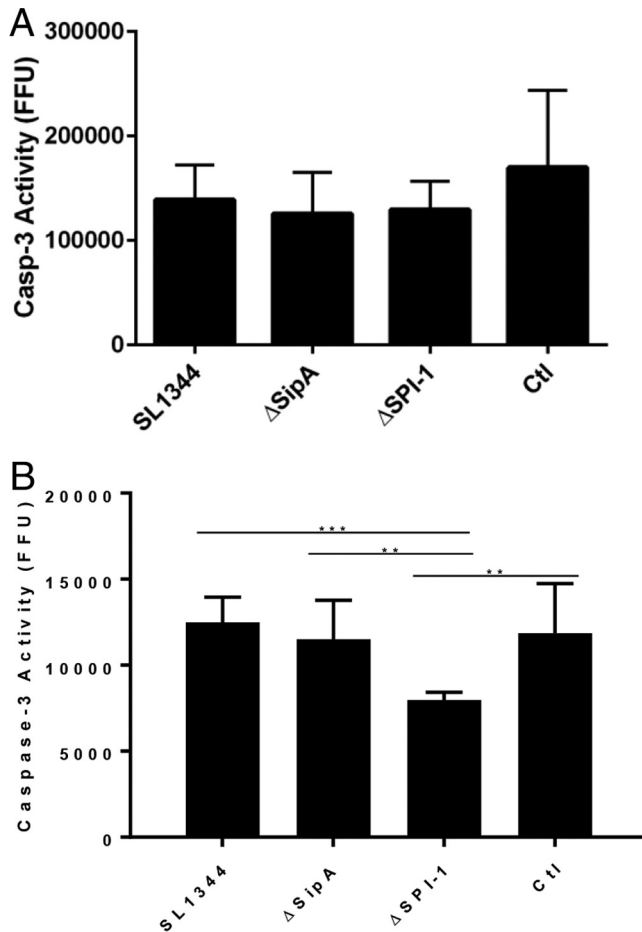 A
Casp-3 Activity (FFU)
300000
200000
100000
0
SL1344
ΔSipA
ΔSPI-1
Ctl
B
Caspase-3 Activity (FFU)
20000
15000
10000
5000
0
***
**
**
SL1344
ΔSipA
ΔSPI-1
Ctl